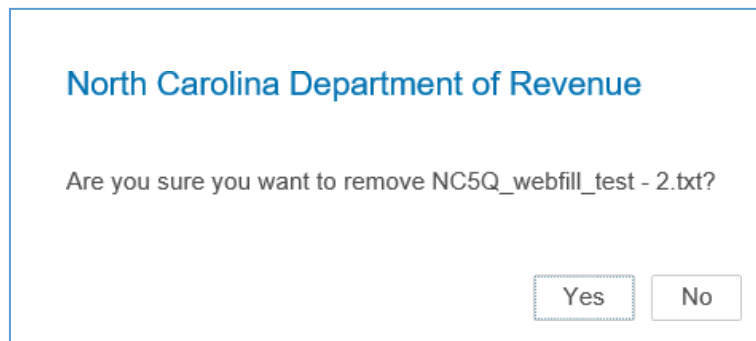 North Carolina Department of Revenue
Are you sure you want to remove NC5Q_webfill_test - 2.txt?
Yes No